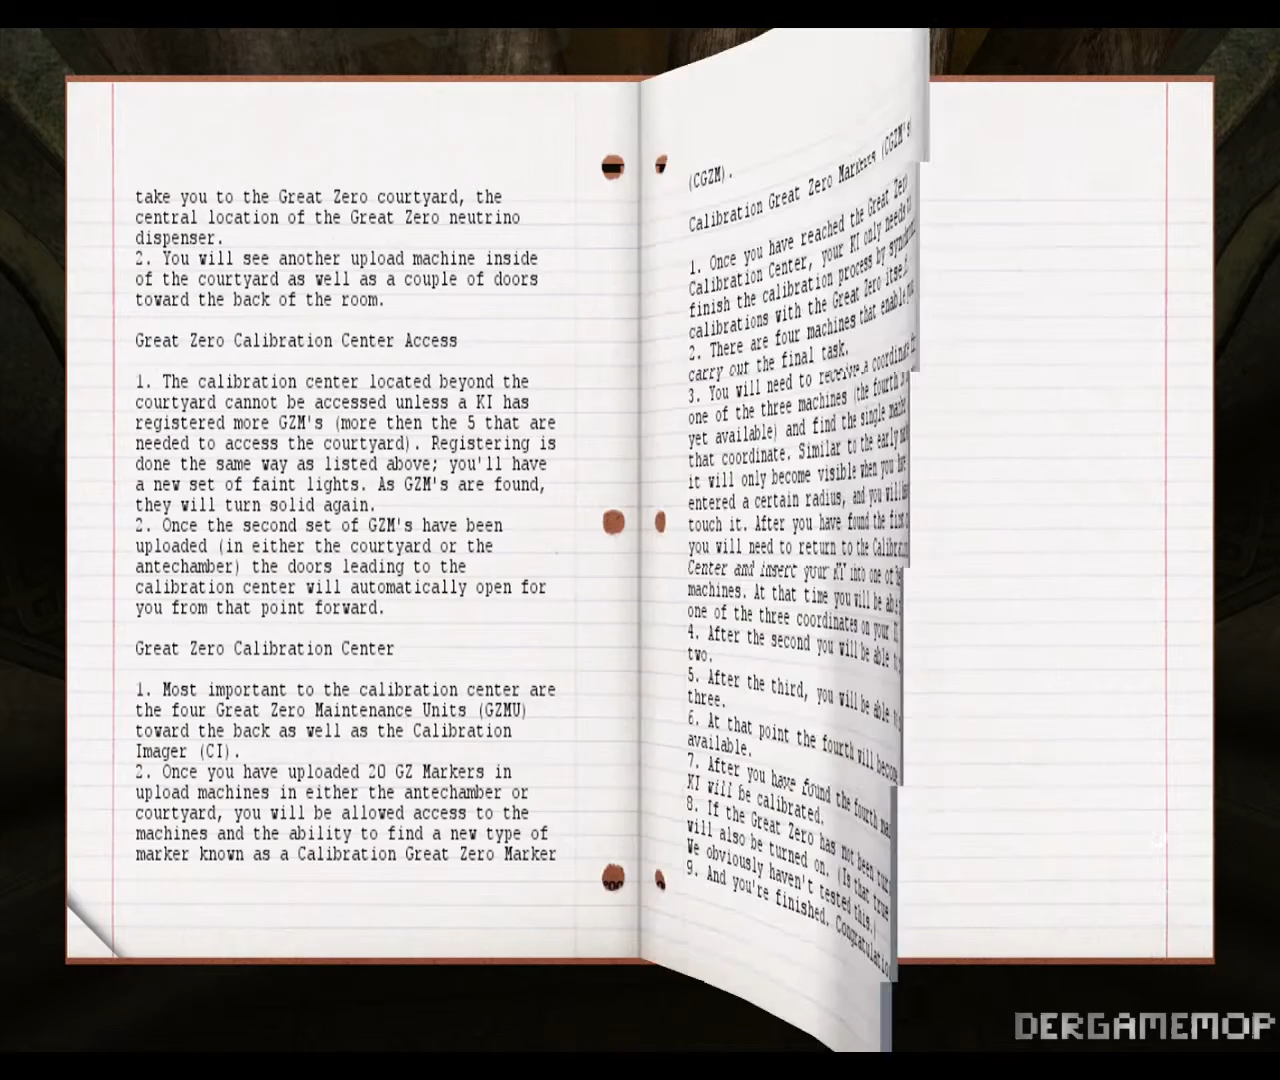 take you to the Great Zero courtyard, the
central location of the Great Zero neutrino
dispenser.
2. You will see another upload machine inside
of the courtyard as well as a couple of doors
toward the back of the room.
Great Zero Calibration Center Access
1. The calibration center located beyond the
courtyard cannot be accessed unless a KI has
registered more GZM's (more then the 5 that are
needed to access the courtyard). Registering is
done the same way as listed above; you'll have
a new set of faint lights. As GZM's are found,
they will turn solid again.
2. Once the second set of GZM's have been
uploaded (in either the courtyard or the
antechamber) the doors leading to the
calibration center will automatically open for
you from that point forward.
Great Zero Calibration Center
1. Most important to the calibration center are
the four Great Zero Maintenance Units (GZMU)
toward the back as well as the Calibration
Imager (CI).
2. Once you have uploaded 20 GZ Markers in
upload machines in either the antechamber or
courtyard, you will be allowed access to the
machines and the ability to find a new type of
marker known as a Calibration Great Zero Marker
(CGZM).
Calibration Great Zero Markers (CGZM's
1. Once you have reached the Great Zero
Calibration Center, your KI only needs
finish the calibration process by
calibrations with the Great Zero itself.
2. There are four machines that enable
carry out the final task.
3. You will need to receive a coordinate
one of the three machines (the fourth
yet available) and find the single
that coordinate. Similar to the early
it will only become visible when you have
entered a certain radius, and you will
touch it. After you have found the first
you will need to return to the
Center and insert your KI into one of
machines. At that time you will be
one of the three coordinates on your
4. After the second you will be able
two.
5. After the third, you will be able
three.
6. At that point the fourth will become
available.
7. After you have found the fourth
KI will be calibrated.
8. If the Great Zero has not been
will also be turned on. (Is that true
We obviously haven't tested this.)
9. And you're finished.
DERGAMEMOP